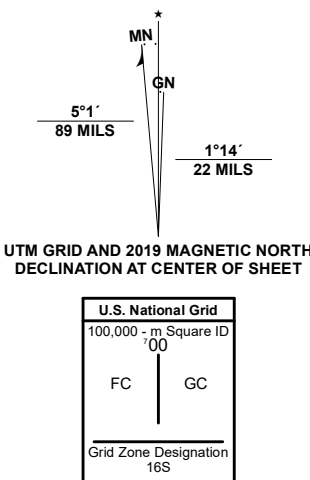 ★
MN
GN
5°1´
89 MILS
1°14´
22 MILS
UTM GRID AND 2019 MAGNETIC NORTH
DECLINATION AT CENTER OF SHEET
U.S. National Grid
100,000 - m Square ID
⁷00
FC GC
Grid Zone Designation
16S